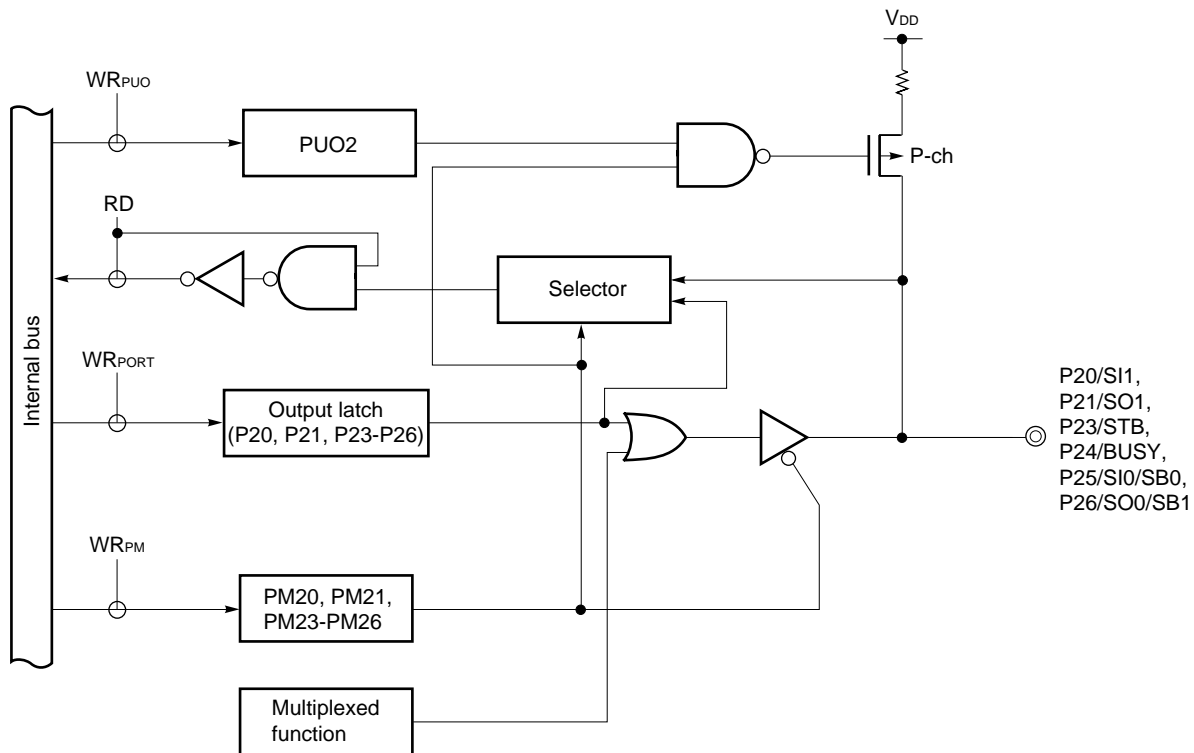 VDD
WRPUO
PUO2
P-ch
RD
Selector
Internal bus
WRPORT
Output latch
(P20, P21, P23-P26)
P20/SI1,
P21/SO1,
P23/STB,
P24/BUSY,
P25/SI0/SB0,
P26/SO0/SB1
WRPM
PM20, PM21,
PM23-PM26
Multiplexed
function